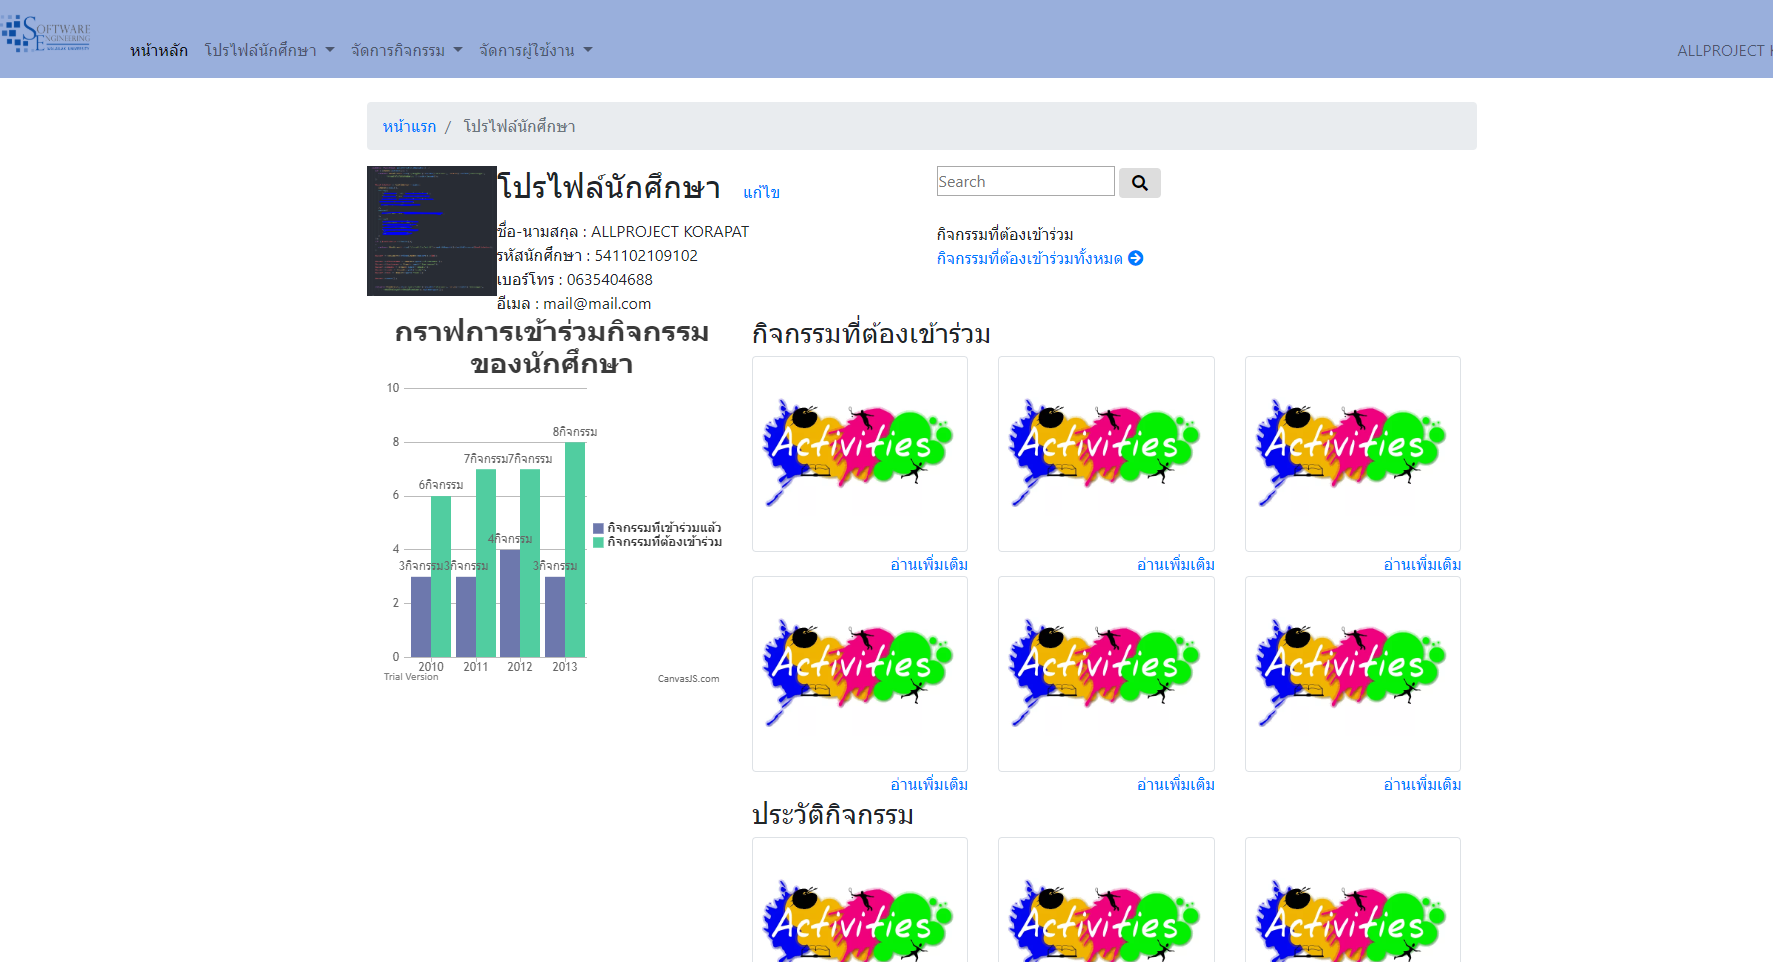 SOFTWARE
ENGINEERING
หน้าหลัก โปรไฟล์นักศึกษา จัดการกิจกรรม จัดการผู้ใช้งาน ALLPROJECT K
หน้าแรก / โปรไฟล์นักศึกษา
โปรไฟล์นักศึกษา แก้ไข
Search
ชื่อ-นามสกุล : ALLPROJECT KORAPAT
รหัสนักศึกษา : 541102109102
เบอร์โทร : 0635404688
อีเมล : mail@mail.com
กิจกรรมที่ต้องเข้าร่วม
กิจกรรมที่ต้องเข้าร่วมทั้งหมด
กราฟการเข้าร่วมกิจกรรม
ของนักศึกษา
10
8
6
4
2
0
8กิจกรรม
7กิจกรรม 7กิจกรรม
6กิจกรรม
4กิจกรรม
3กิจกรรม 3กิจกรรม 3กิจกรรม
2010 2011 2012 2013
กิจกรรมที่เข้าร่วมแล้ว
กิจกรรมที่ต้องเข้าร่วม
Trial Version CanvasJS.com
กิจกรรมที่ต้องเข้าร่วม
Activities Activities Activities
อ่านเพิ่มเติม อ่านเพิ่มเติม อ่านเพิ่มเติม
Activities Activities Activities
อ่านเพิ่มเติม อ่านเพิ่มเติม อ่านเพิ่มเติม
ประวัติกิจกรรม
Activities Activities Activities